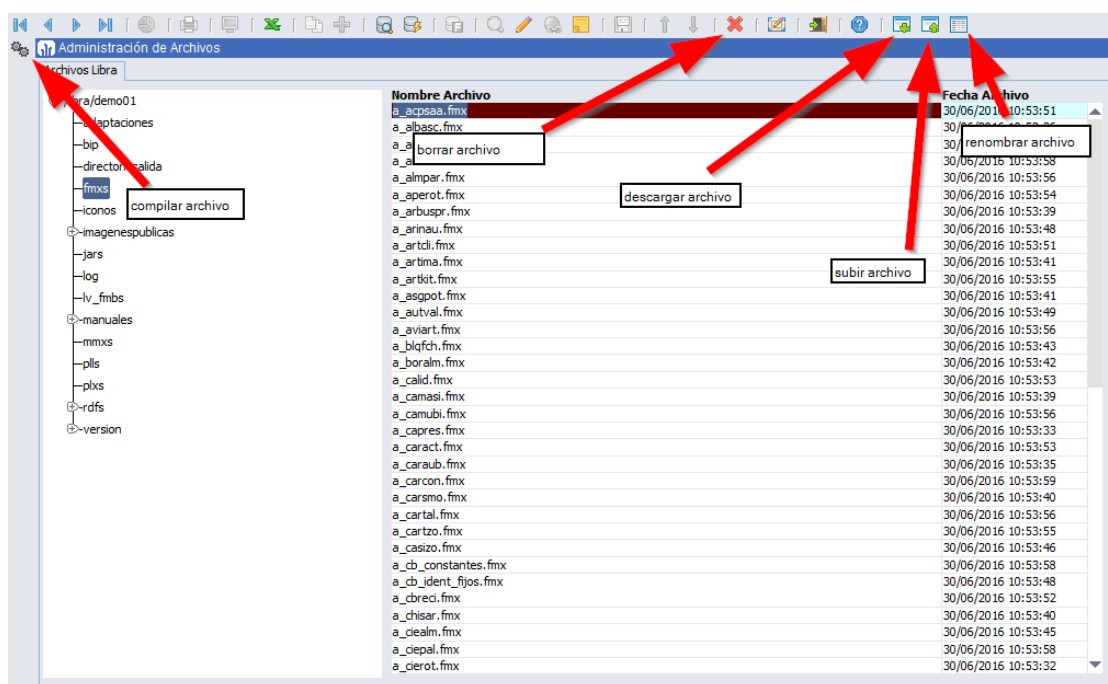 Administración de Archivos
Archivos Libra
Nombre Archivo Fecha Archivo
/demo01
adaptaciones
bip
fmxs
iconos
imagenespublicas
jars
log
lv_fmbs
manuales
mmxs
plls
plxs
rdfs
version
a_acpsaa.fmx 30/06/2016 10:53:51
a_albasc.fmx
30/06/2016 10:53:58
a_almpar.fmx 30/06/2016 10:53:56
a_aperot.fmx 30/06/2016 10:53:54
a_arbuspr.fmx 30/06/2016 10:53:39
a_arinau.fmx 30/06/2016 10:53:48
a_artcli.fmx 30/06/2016 10:53:51
a_artima.fmx 30/06/2016 10:53:41
a_artkit.fmx 30/06/2016 10:53:55
a_asgpot.fmx 30/06/2016 10:53:41
a_autval.fmx 30/06/2016 10:53:49
a_aviart.fmx 30/06/2016 10:53:56
a_blqfch.fmx 30/06/2016 10:53:43
a_boralm.fmx 30/06/2016 10:53:42
a_calid.fmx 30/06/2016 10:53:53
a_camasi.fmx 30/06/2016 10:53:39
a_camubi.fmx 30/06/2016 10:53:56
a_capres.fmx 30/06/2016 10:53:33
a_caract.fmx 30/06/2016 10:53:53
a_caraub.fmx 30/06/2016 10:53:35
a_carcon.fmx 30/06/2016 10:53:59
a_carsmo.fmx 30/06/2016 10:53:40
a_cartal.fmx 30/06/2016 10:53:56
a_cartzo.fmx 30/06/2016 10:53:55
a_casizo.fmx 30/06/2016 10:53:46
a_cb_constantes.fmx 30/06/2016 10:53:58
a_cb_ident_fijos.fmx 30/06/2016 10:53:48
a_cbreci.fmx 30/06/2016 10:53:52
a_chisar.fmx 30/06/2016 10:53:40
a_ciealm.fmx 30/06/2016 10:53:45
a_ciepal.fmx 30/06/2016 10:53:58
a_cierot.fmx 30/06/2016 10:53:32
borrar archivo
renombrar archivo
descargar archivo
compilar archivo
subir archivo